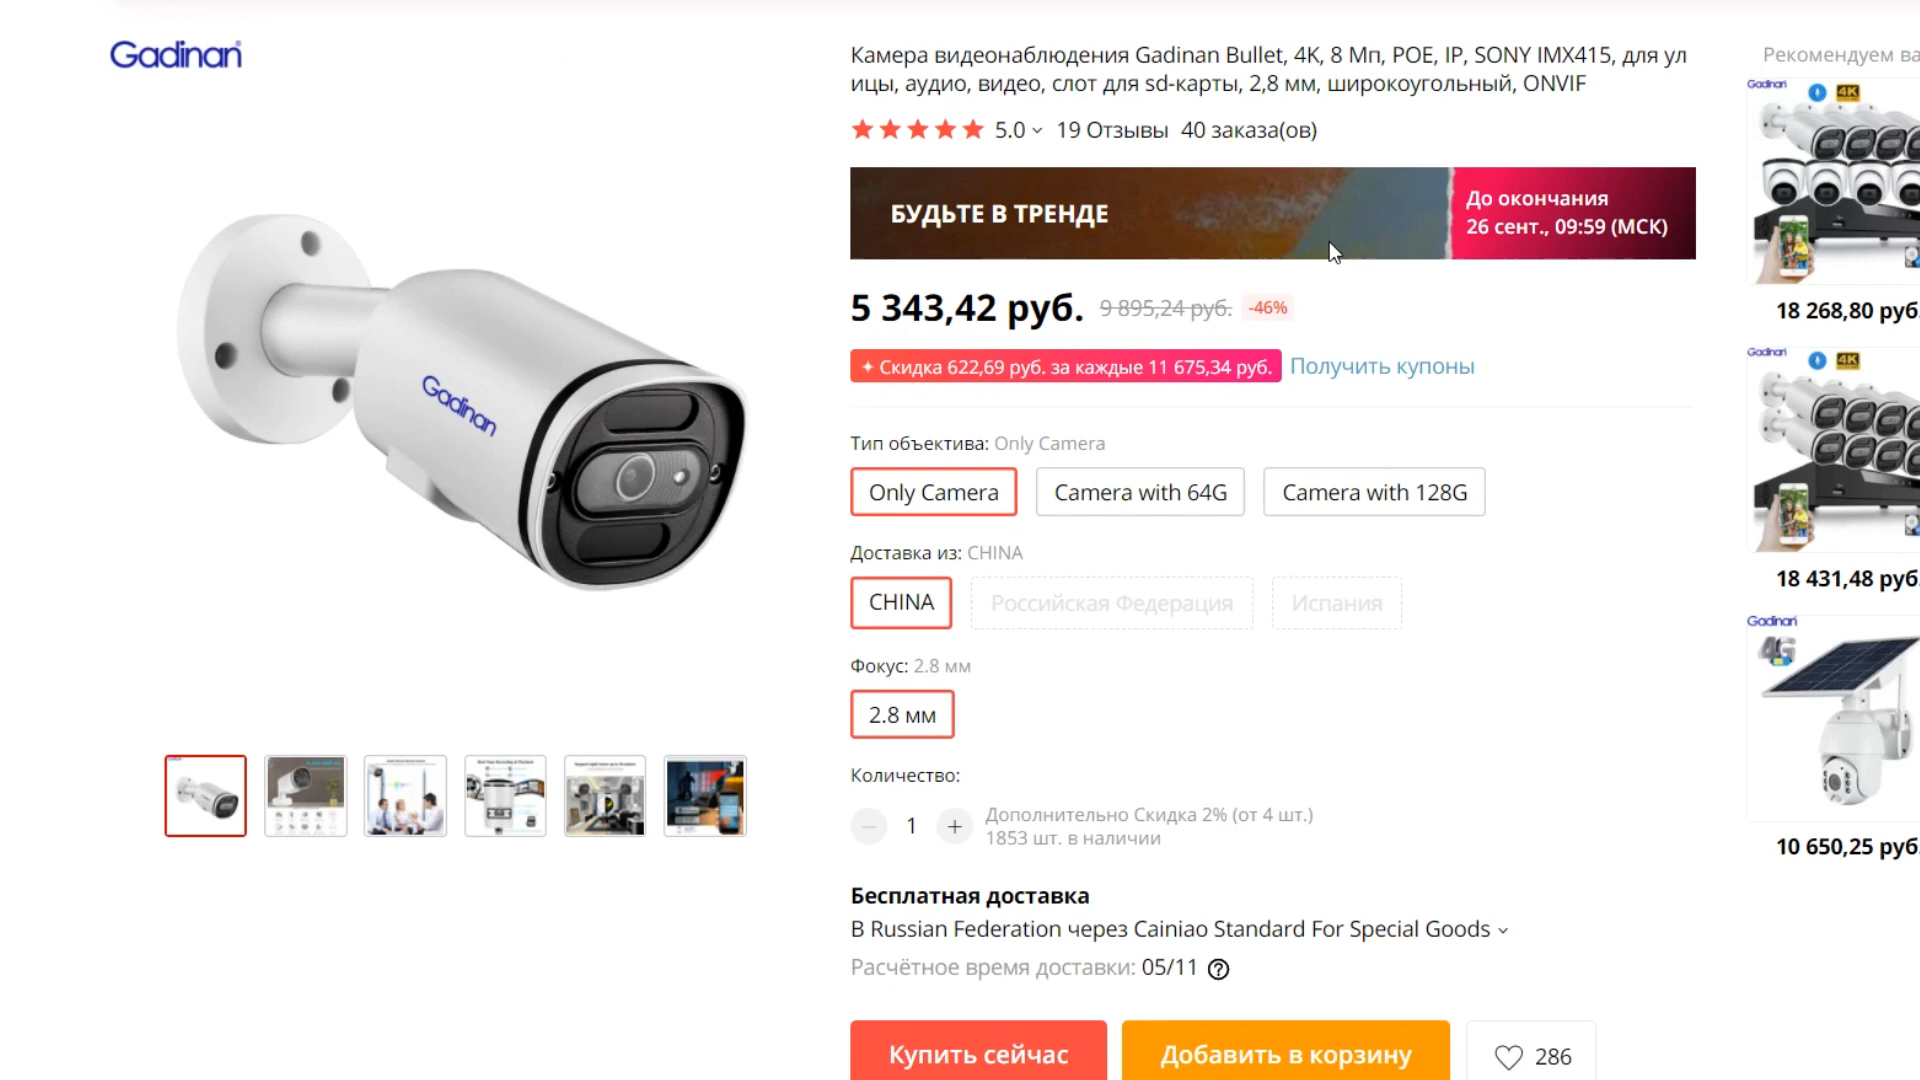 Gadinan
Камера видеонаблюдения Gadinan Bullet, 4K, 8 Мп, POE, IP, SONY IMX415, для ул
ицы, аудио, видео, слот для sd-карты, 2,8 мм, широкоугольный, ONVIF
5.0 19 Отзывы 40 заказа(ов)
БУДЬТЕ В ТРЕНДЕ
До окончания
26 сент., 09:59 (МСК)
5 343,42 руб. 9 895,24 руб. -46%
Скидка 622,69 руб. за каждые 11 675,34 руб. Получить купоны
Gadinan
Тип объектива: Only Camera
Only Camera Camera with 64G Camera with 128G
Доставка из: CHINA
CHINA Российская Федерация Испания
Фокус: 2.8 мм
2.8 мм
Количество:
1
Дополнительно Скидка 2% (от 4 шт.)
1853 шт. в наличии
Бесплатная доставка
В Russian Federation через Cainiao Standard For Special Goods
Расчётное время доставки: 05/11
Купить сейчас Добавить в корзину 286
Рекомендуем ва
Gadinan 4K
18 268,80 руб.
Gadinan 4K
18 431,48 руб.
Gadinan
4G
10 650,25 руб.